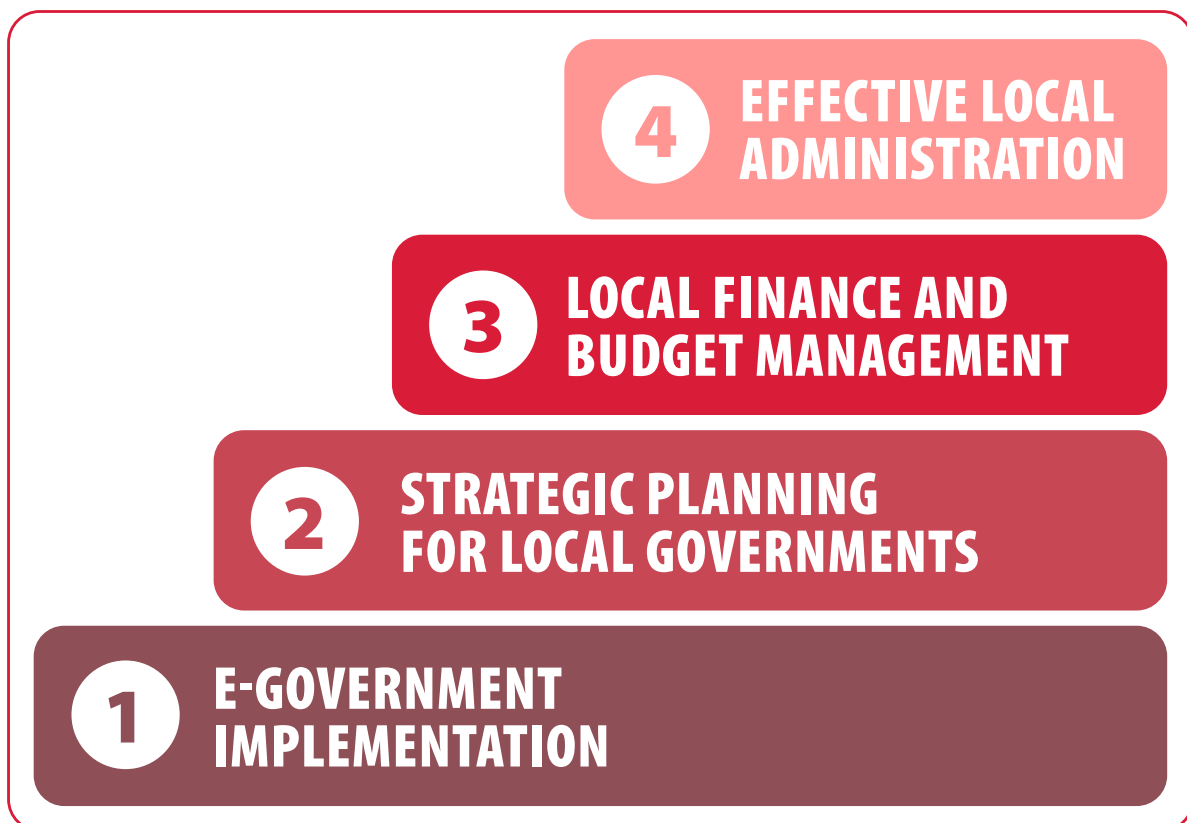 4
EFFECTIVE LOCAL
ADMINISTRATION
3
LOCAL FINANCE AND
BUDGET MANAGEMENT
2
STRATEGIC PLANNING
FOR LOCAL GOVERNMENTS
1
E-GOVERNMENT
IMPLEMENTATION